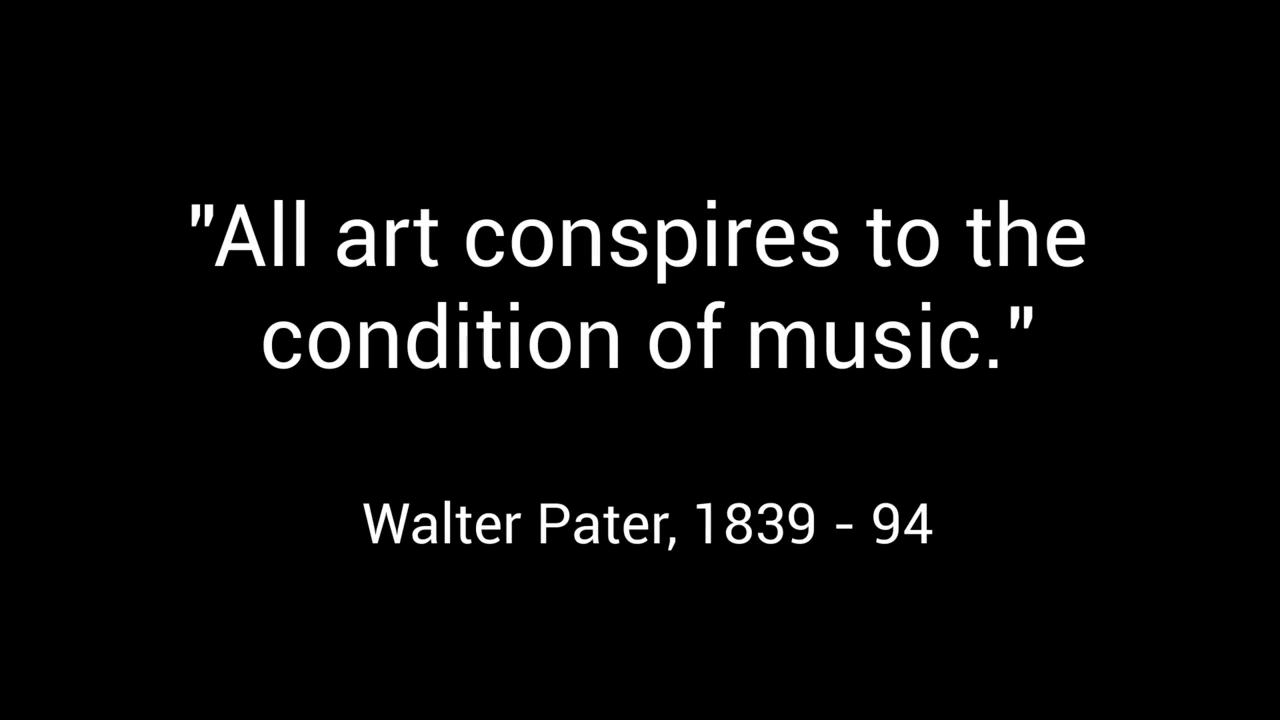 "All art conspires to the
condition of music."
Walter Pater, 1839 - 94